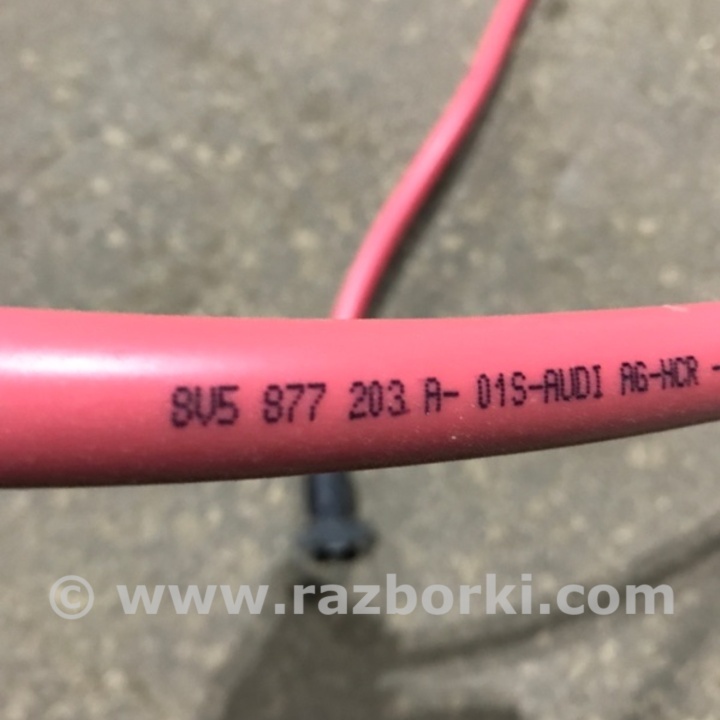 8V5 877 203 A- 01S-AUDI AG-HCR -
© www.razborki.com